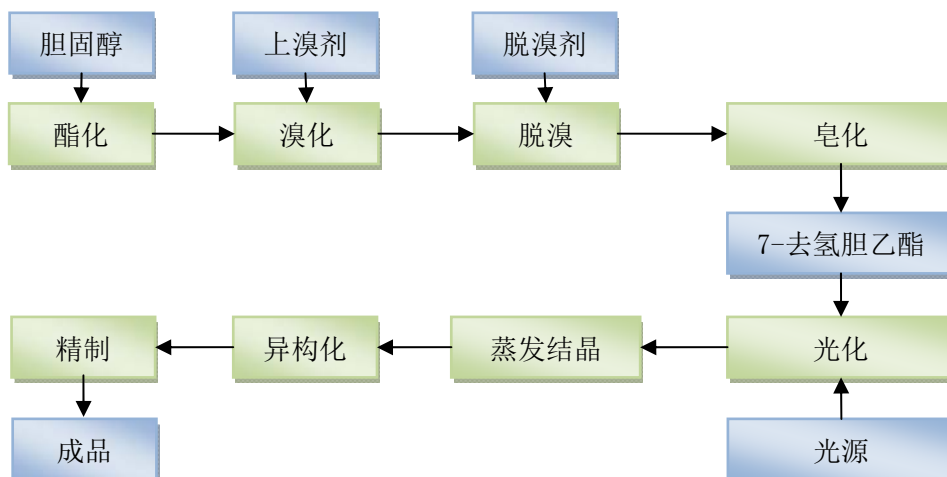 胆固醇
上溴剂
脱溴剂
酯化
溴化
脱溴
皂化
7-去氢胆乙酯
精制
异构化
蒸发结晶
光化
成品
光源